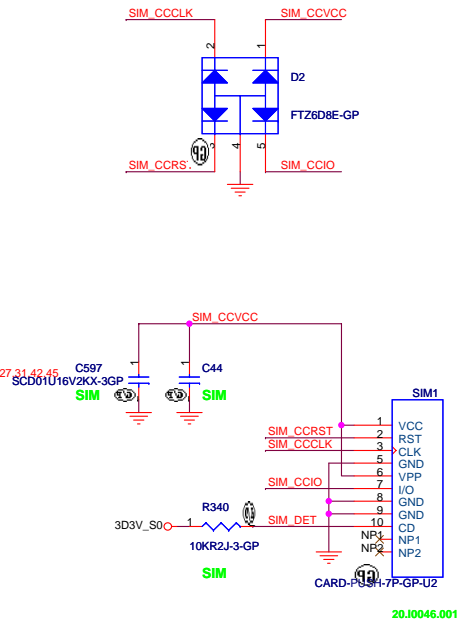 SIM_CCCLK SIM_CCVCC
2 1
D2
FTZ6D8E-GP
3 4 5
SIM_CCRST SIM_CCIO
SIM_CCVCC
27,31,42,45
C597 1 C44 1
SCD01U16V2KX-3GP
SIM SIM
SIM1
1 VCC
SIM_CCRST 2 RST
SIM_CCCLK 3 CLK
5 GND
6 VPP
SIM_CCIO 7 I/O
8 GND
R340
9 GND
3D3V_S0 1 SIM_DET 10 CD
NP1 NP1
10KR2J-3-GP
NP2 NP2
SIM
CARD-PUSH-7P-GP-U2
20.I0046.001